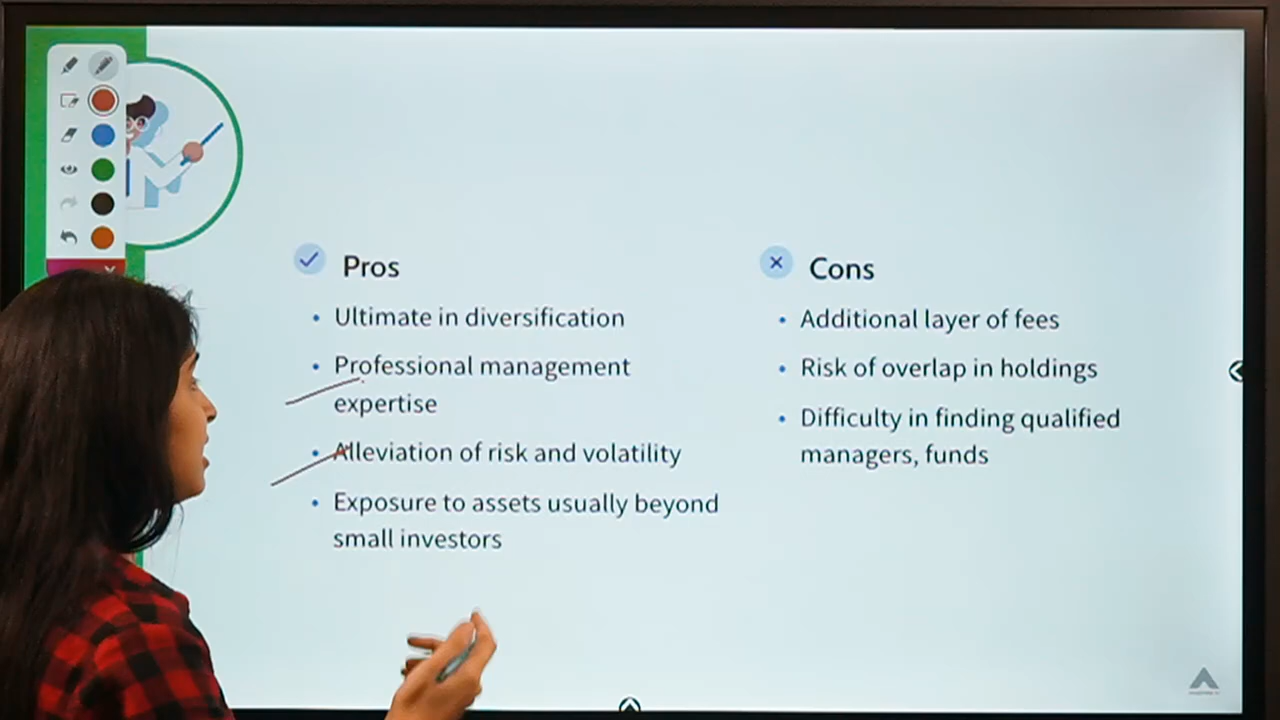 Pros
Ultimate in diversification
Professional management
expertise
Alleviation of risk and volatility
Exposure to assets usually beyond
small investors
Cons
Additional layer of fees
Risk of overlap in holdings
Difficulty in finding qualified
managers, funds